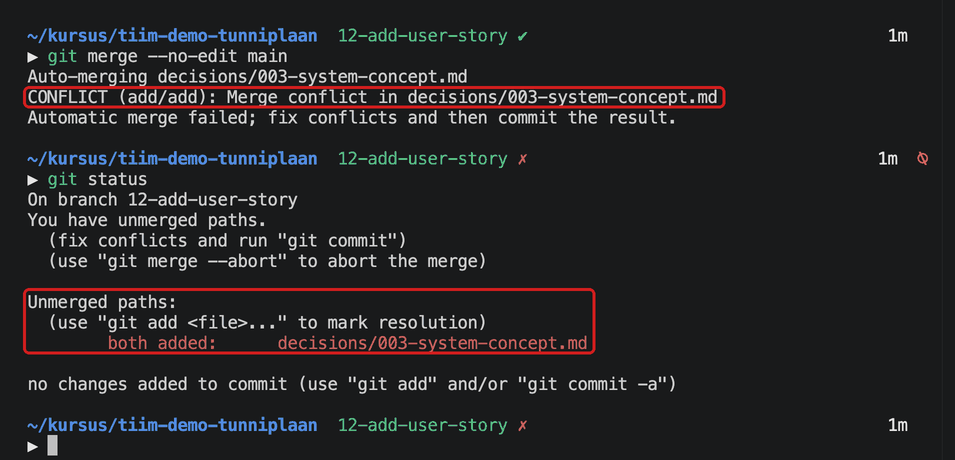 ~/kursus/tiim-demo-tunniplaan 12-add-user-story ✔ 1m
▶ git merge --no-edit main
Auto-merging decisions/003-system-concept.md
CONFLICT (add/add): Merge conflict in decisions/003-system-concept.md
Automatic merge failed; fix conflicts and then commit the result.
~/kursus/tiim-demo-tunniplaan 12-add-user-story ✗ 1m
▶ git status
On branch 12-add-user-story
You have unmerged paths.
(fix conflicts and run "git commit")
(use "git merge --abort" to abort the merge)
Unmerged paths:
(use "git add <file>..." to mark resolution)
both added: decisions/003-system-concept.md
no changes added to commit (use "git add" and/or "git commit -a")
~/kursus/tiim-demo-tunniplaan 12-add-user-story ✗ 1m
▶